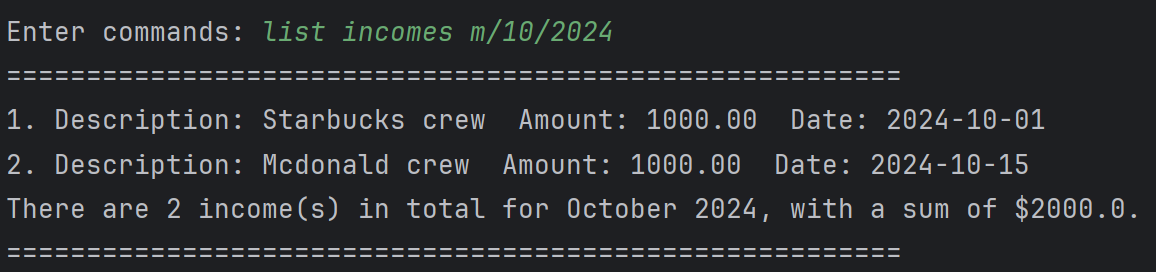 Enter commands: list incomes m/10/2024
========================================================
1. Description: Starbucks crew  Amount: 1000.00  Date: 2024-10-01
2. Description: Mcdonald crew  Amount: 1000.00  Date: 2024-10-15
There are 2 income(s) in total for October 2024, with a sum of $2000.0.
========================================================